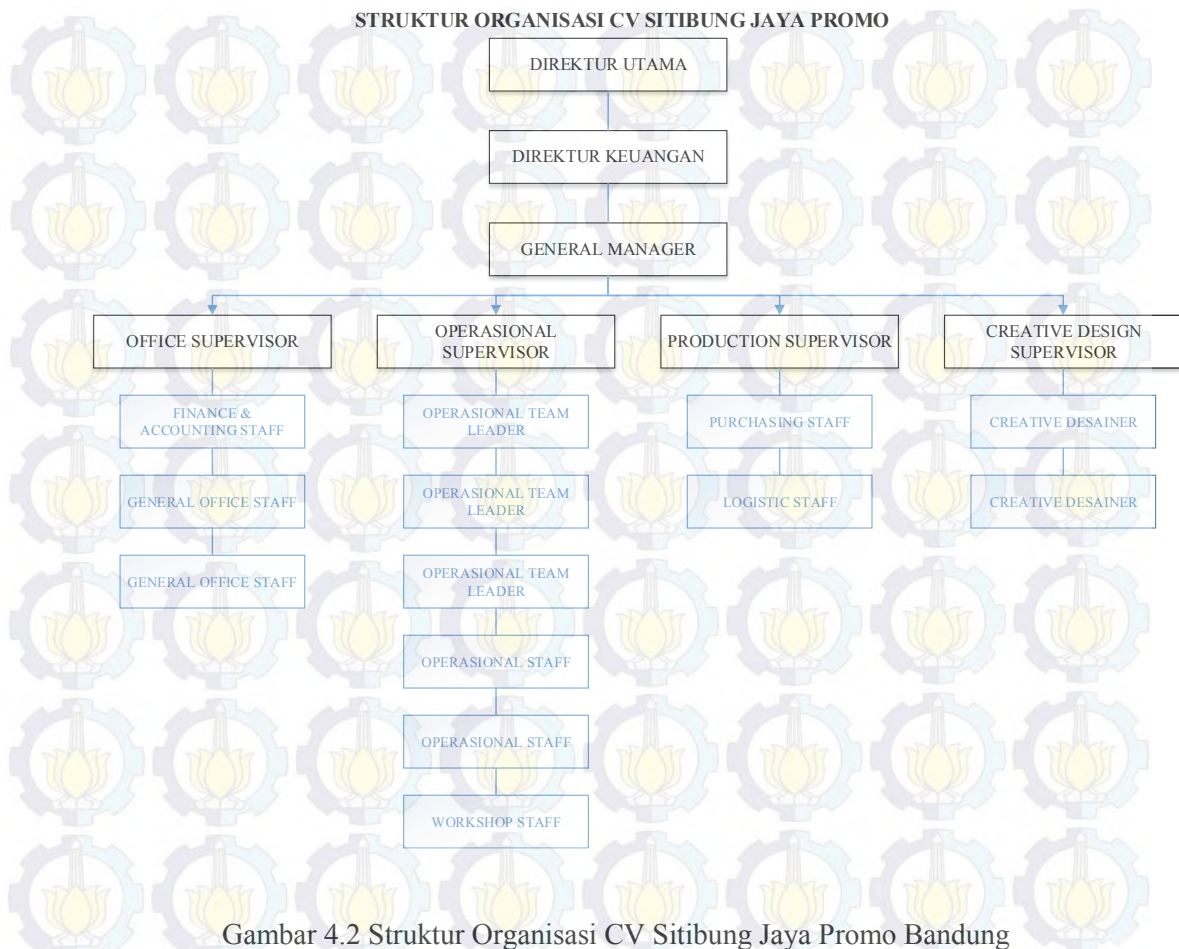 STRUKTUR ORGANISASI CV SITIBUNG JAYA PROMO
DIREKTUR UTAMA
DIREKTUR KEUANGAN
GENERAL MANAGER
OFFICE SUPERVISOR
OPERASIONAL
SUPERVISOR
PRODUCTION SUPERVISOR
CREATIVE DESIGN
SUPERVISOR
FINANCE &
ACCOUNTING STAFF
OPERASIONAL TEAM
LEADER
PURCHASING STAFF
CREATIVE DESAINER
GENERAL OFFICE STAFF
OPERASIONAL TEAM
LEADER
LOGISTIC STAFF
CREATIVE DESAINER
GENERAL OFFICE STAFF
OPERASIONAL TEAM
LEADER
OPERASIONAL STAFF
OPERASIONAL STAFF
WORKSHOP STAFF
Gambar 4.2 Struktur Organisasi CV Sitibung Jaya Promo Bandung